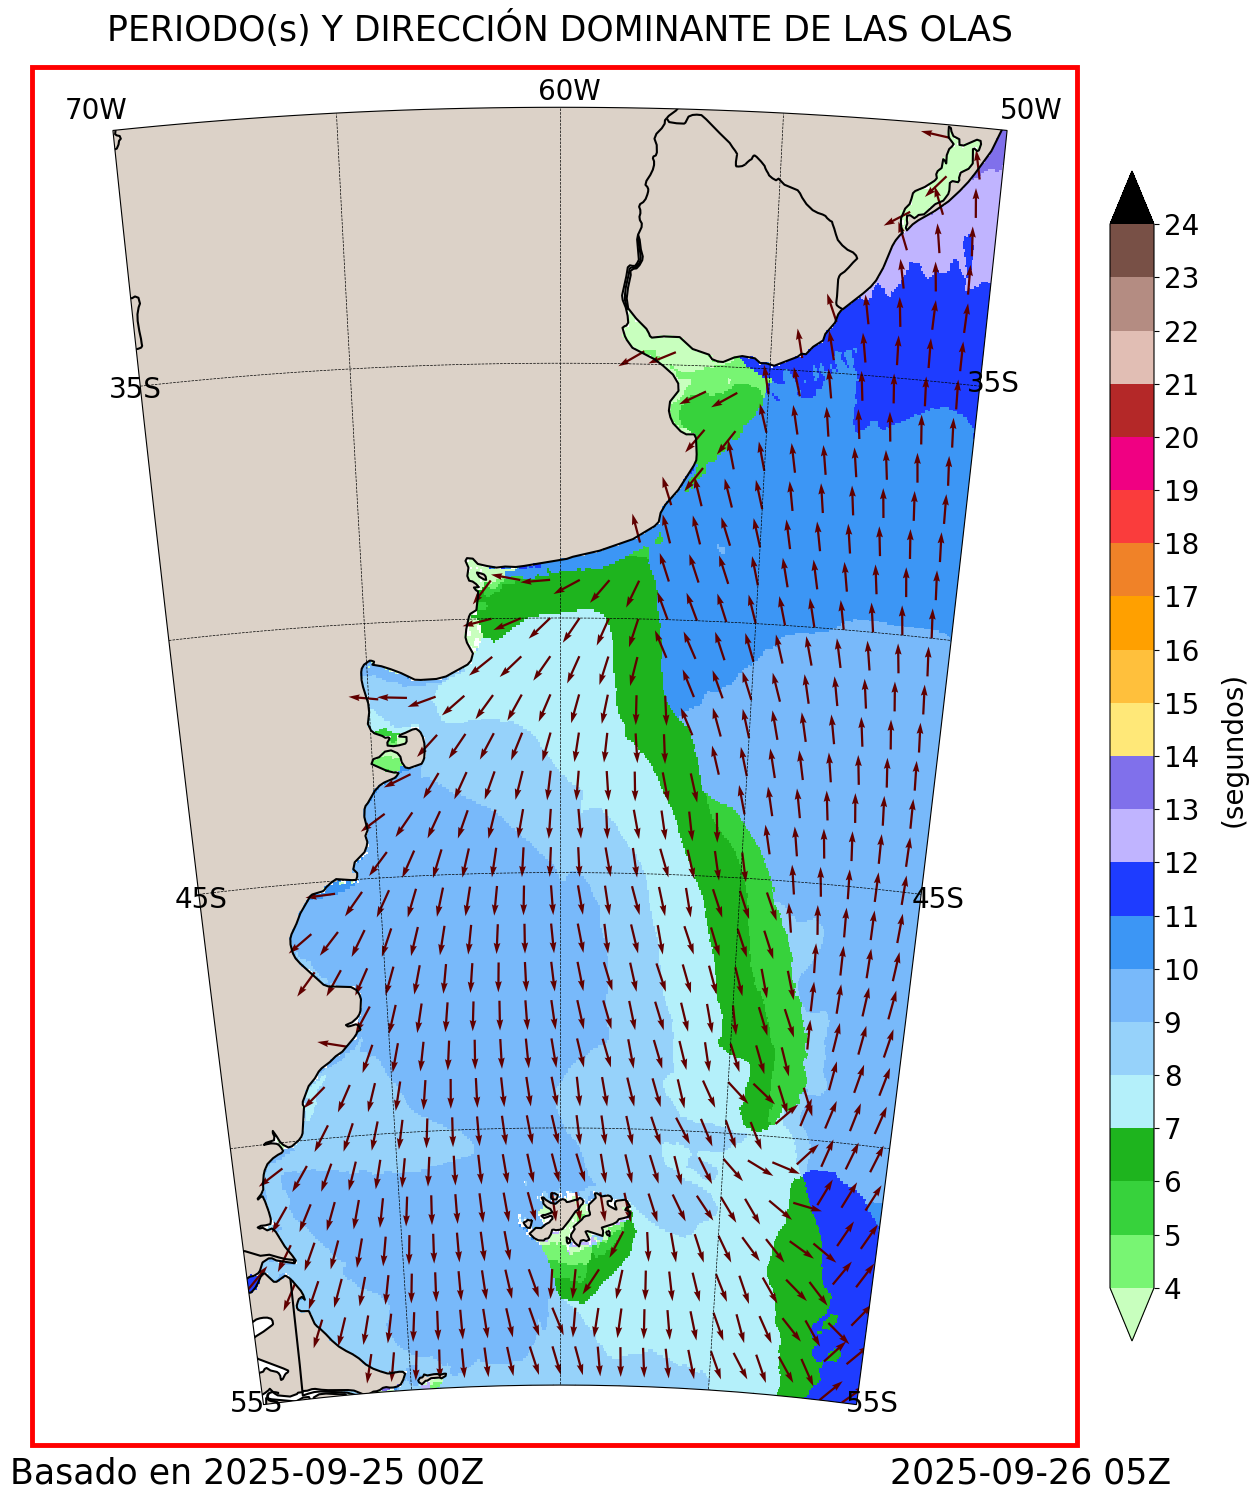 PERIODO(s) Y DIRECCIÓN DOMINANTE DE LAS OLAS
70W
60W
50W
35S
35S
45S
45S
55S
55S
24
23
22
21
20
19
18
17
16
15
14
13
12
11
10
9
8
7
6
5
4
(segundos)
Basado en 2025-09-25 00Z
2025-09-26 05Z